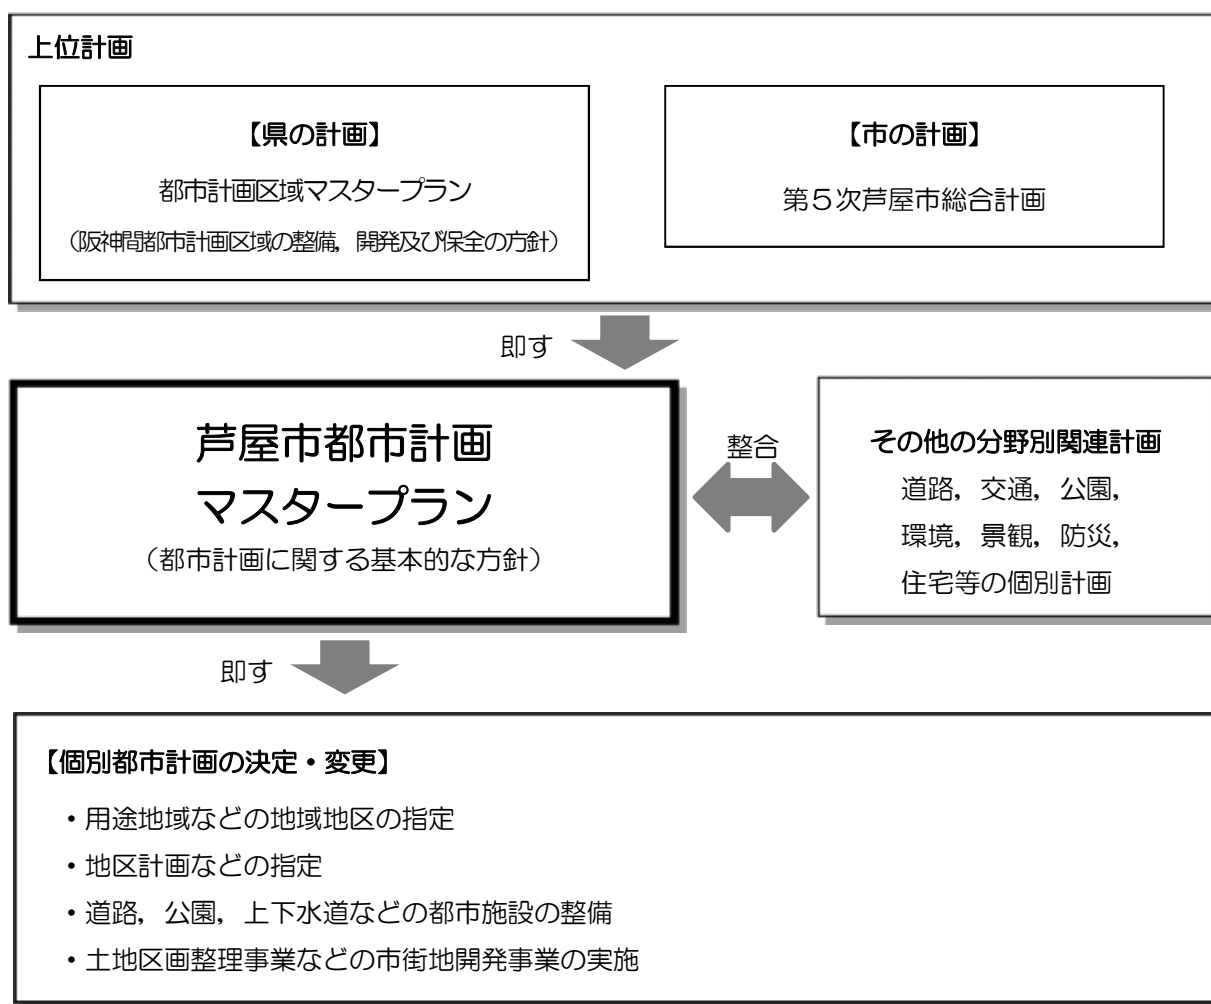 上位計画
【県の計画】
都市計画区域マスタープラン
（阪神間都市計画区域の整備，開発及び保全の方針）
【市の計画】
第５次芦屋市総合計画
即す
芦屋市都市計画
マスタープラン
（都市計画に関する基本的な方針）
整合
その他の分野別関連計画
道路，交通，公園，
環境，景観，防災，
住宅等の個別計画
即す
【個別都市計画の決定・変更】
・用途地域などの地域地区の指定
・地区計画などの指定
・道路，公園，上下水道などの都市施設の整備
・土地区画整理事業などの市街地開発事業の実施